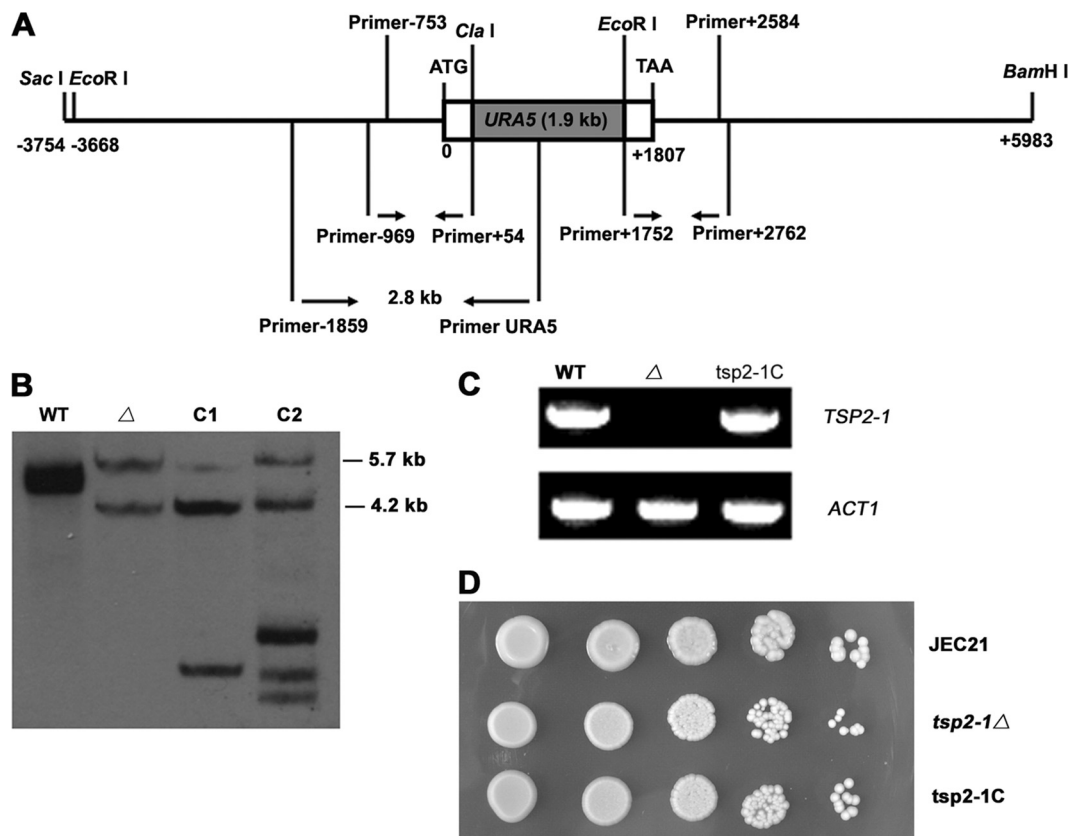 A
Primer-753
Cla I
EcoR I
Primer+2584
Sac I EcoR I
ATG
TAA
BamH I
URA5 (1.9 kb)
-3754 -3668
0
+1807
+5983
Primer-969
Primer+54
Primer+1752
Primer+2762
2.8 kb
Primer-1859
Primer URA5
B
WT
△
C1
C2
5.7 kb
4.2 kb
C
WT
△
tsp2-1C
TSP2-1
ACT1
D
JEC21
tsp2-1△
tsp2-1C